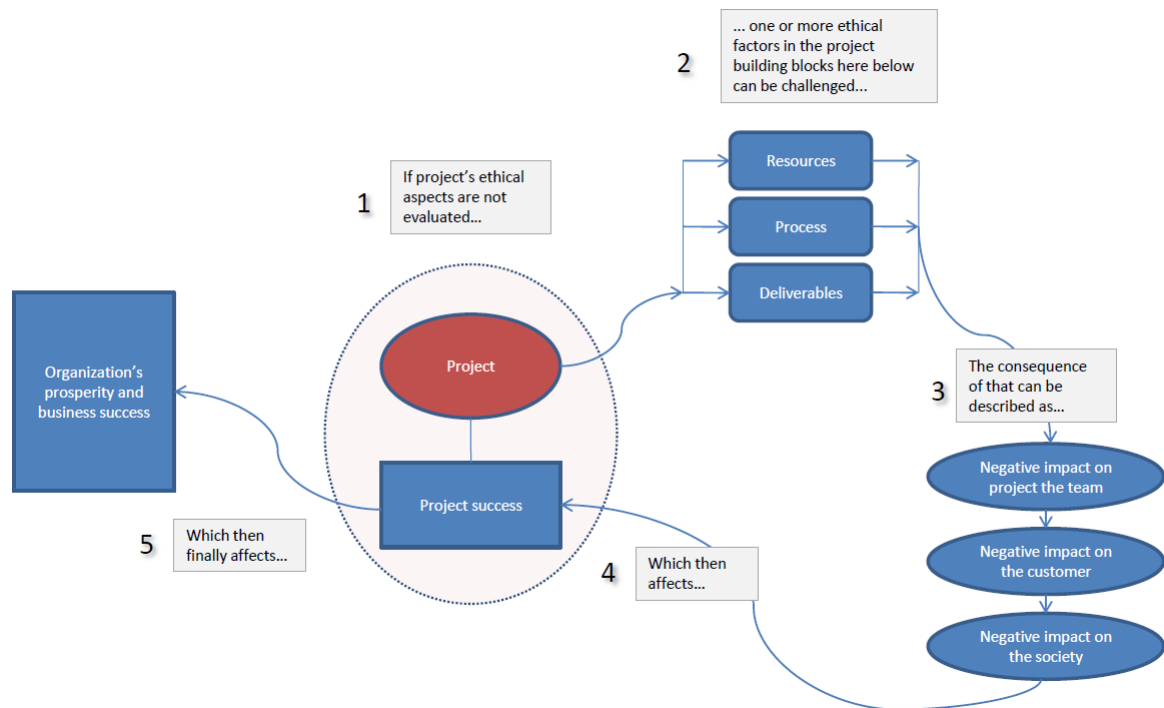 1
If project’s ethical
aspects are not
evaluated...
2
... one or more ethical
factors in the project
building blocks here below
can be challenged...
Resources
Process
Deliverables
Project
Project success
Organization’s
prosperity and
business success
3
The consequence
of that can be
described as...
Negative impact on
project the team
Negative impact on
the customer
Negative impact on
the society
4
Which then
affects...
5
Which then
finally affects...